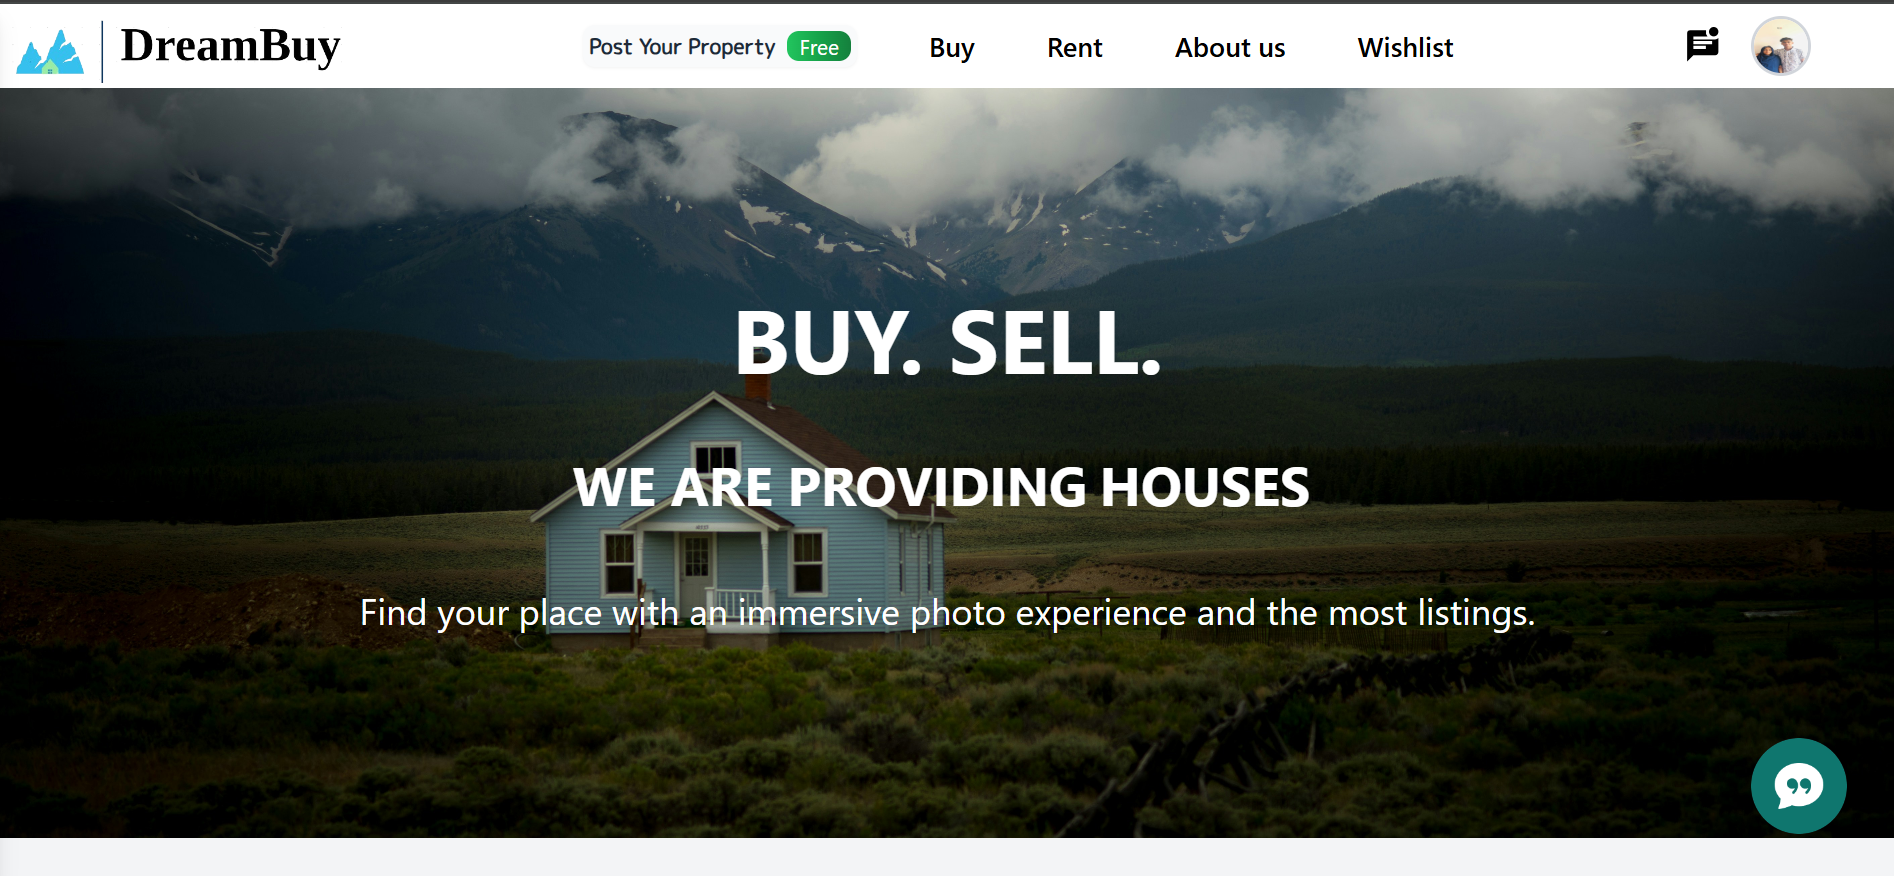 DreamBuy
Post Your Property Free
Buy
Rent
About us
Wishlist
BUY. SELL.
WE ARE PROVIDING HOUSES
Find your place with an immersive photo experience and the most listings.